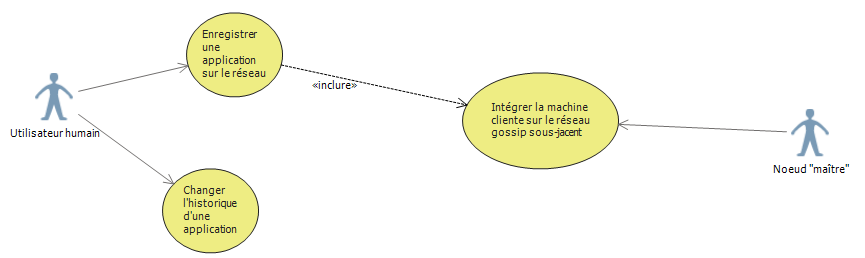 Enregistrer
une
application
sur le réseau
«inclure»
Utilisateur humain
Intégrer la machine
cliente sur le réseau
gossip sous-jacent
Noeud "maître"
Changer
l'historique
d'une
application